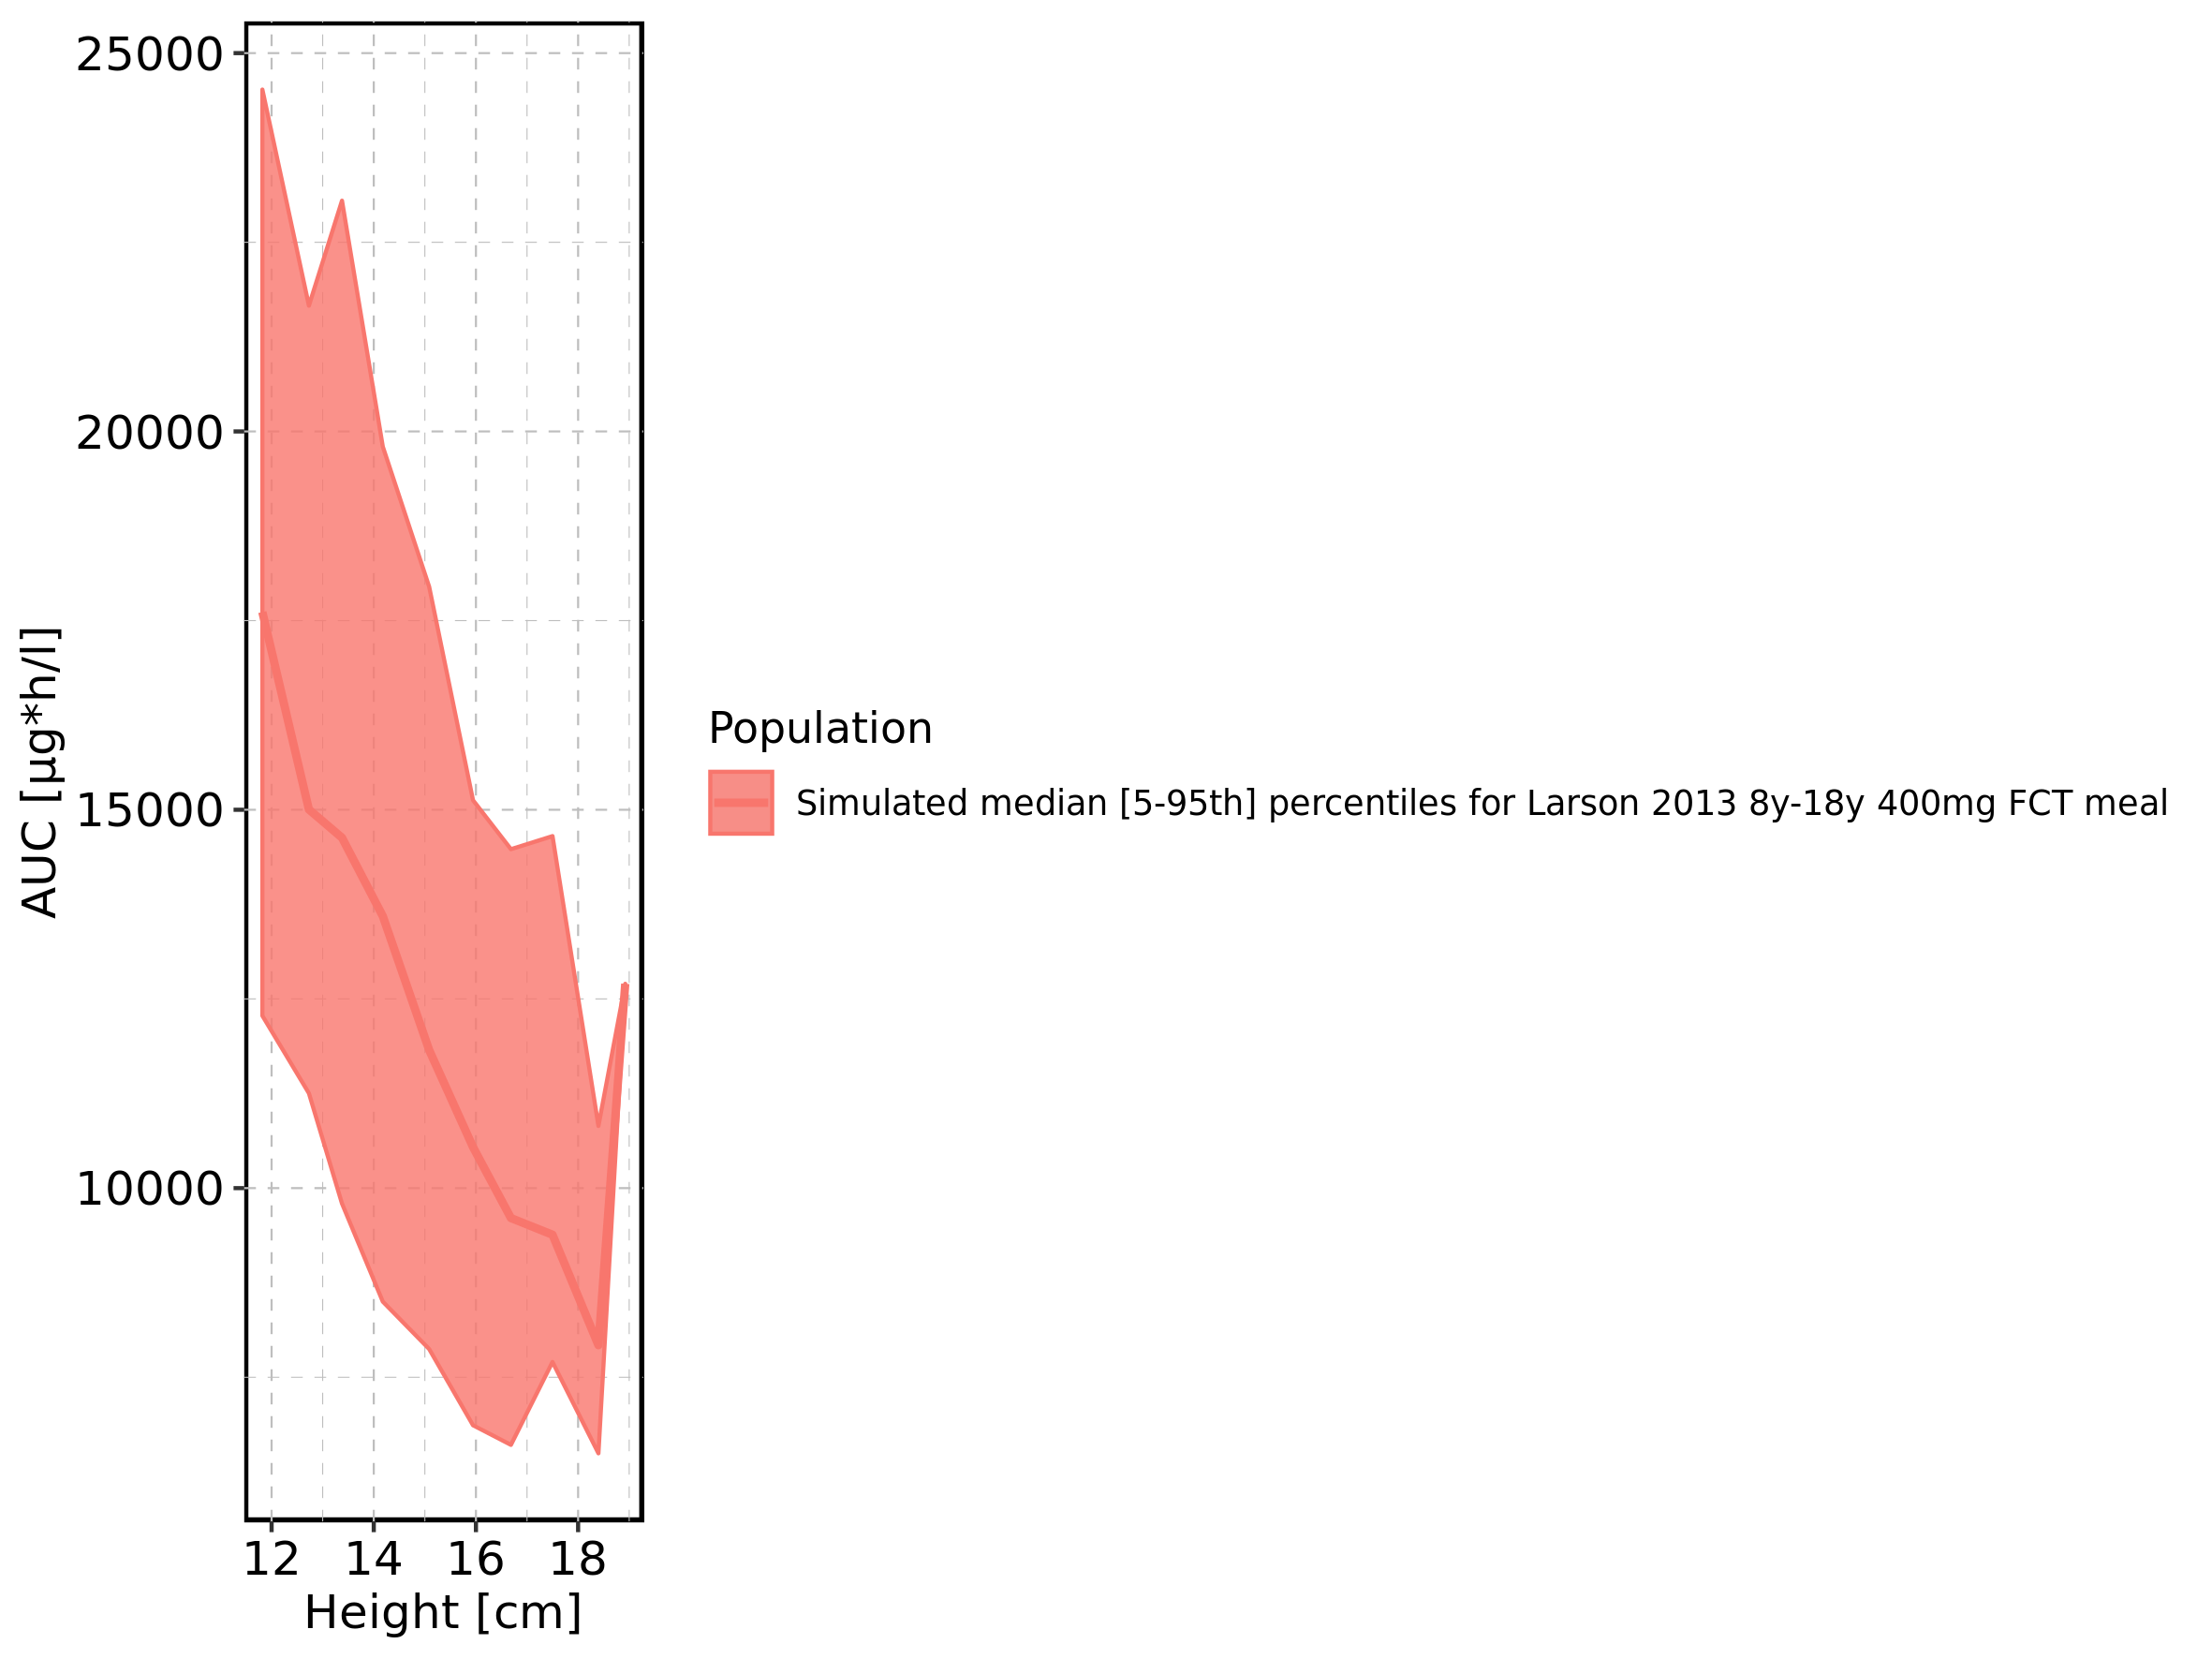 25000
20000
15000
10000
AUC [µg*h/l]
12 14 16 18
Height [cm]
Population
Simulated median [5-95th] percentiles for Larson 2013 8y-18y 400mg FCT meal